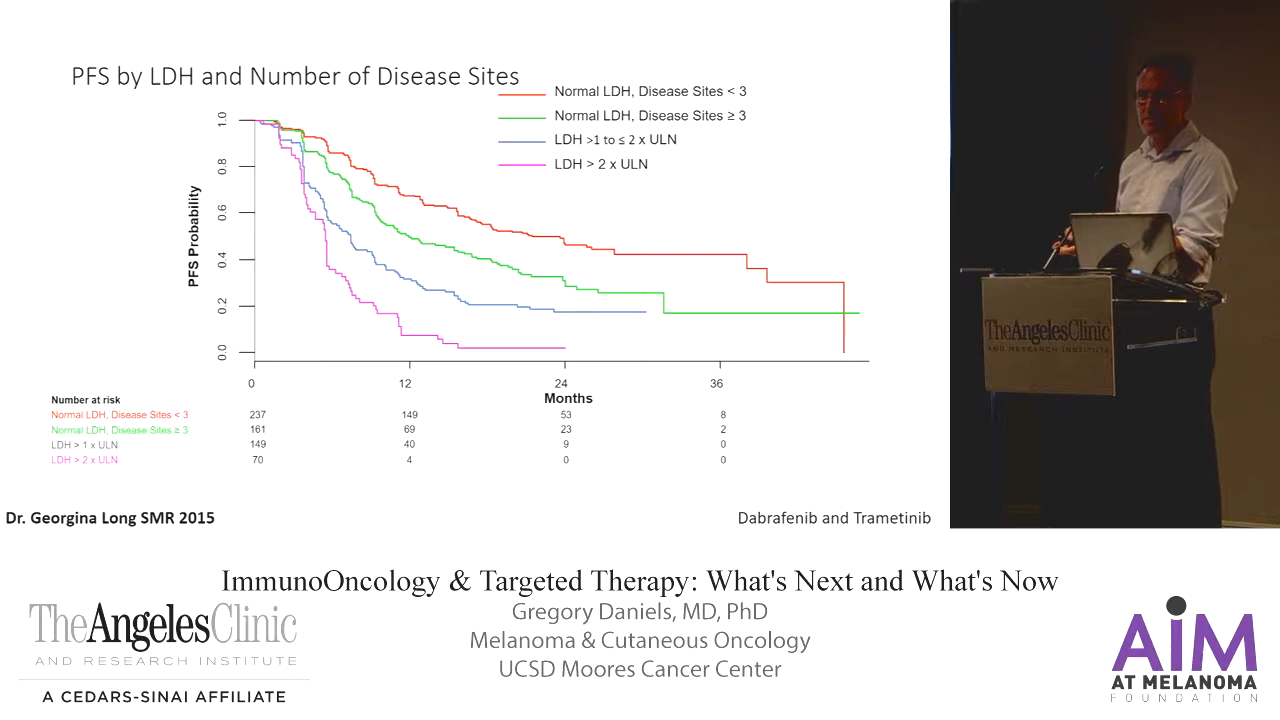 PFS by LDH and Number of Disease Sites
Normal LDH, Disease Sites < 3
Normal LDH, Disease Sites ≥ 3
LDH >1 to ≤ 2 x ULN
LDH > 2 x ULN
PFS Probability
1.0
0.8
0.6
0.4
0.2
0.0
0 12 24 36
Months
Number at risk
Normal LDH, Disease Sites < 3 237 149 53 8
Normal LDH, Disease Sites ≥ 3 161 69 23 2
LDH > 1 x ULN 149 40 9 0
LDH > 2 x ULN 70 4 0 0
Dr. Georgina Long SMR 2015
Dabrafenib and Trametinib
TheAngelesClinic
AND RESEARCH INSTITUTE
ImmunoOncology & Targeted Therapy: What's Next and What's Now
Gregory Daniels, MD, PhD
Melanoma & Cutaneous Oncology
UCSD Moores Cancer Center
TheAngelesClinic
AND RESEARCH INSTITUTE
A CEDARS-SINAI AFFILIATE
AiM
AT MELANOMA
FOUNDATION